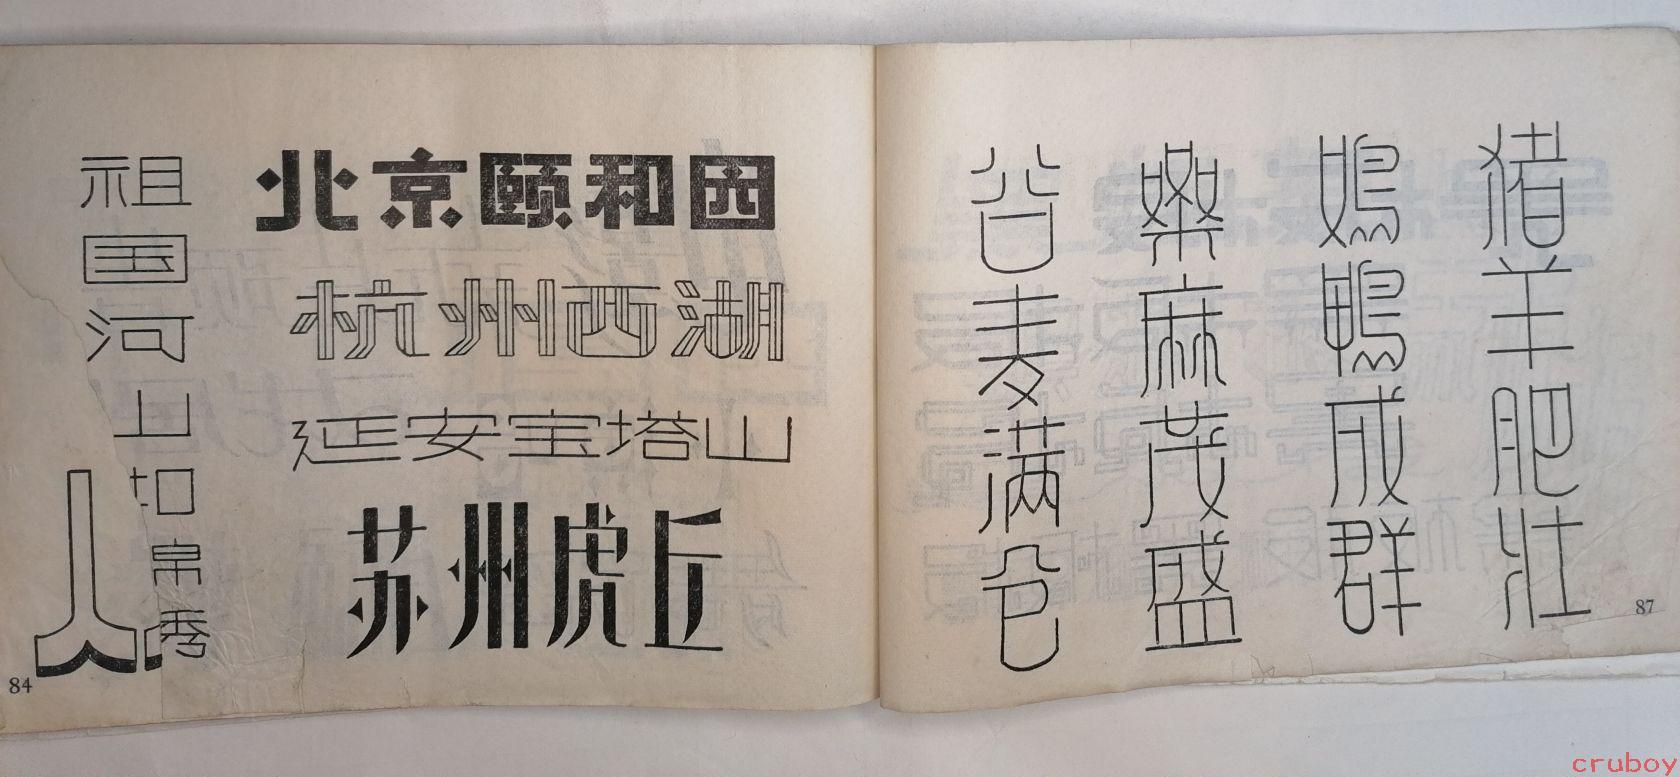 祖国河山如帛秀
北京颐和园
杭州西湖
延安宝塔山
苏州虎丘
84
猪羊肥壮
鸡鸭成群
桑麻茂盛
谷麦满仓
87
cruboy